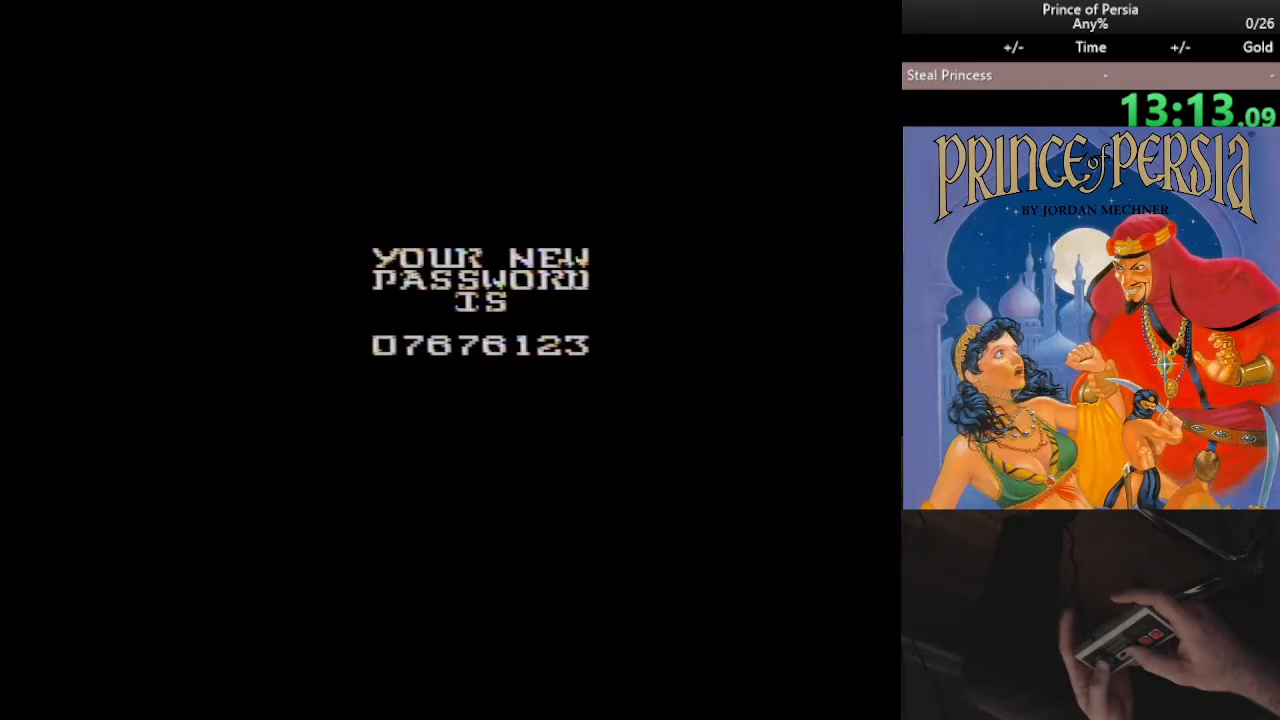 Prince of Persia
Any%
0/26
+/- Time +/- Gold
Steal Princess - -
13:13.09
PRINCE of PERSIA®
BY JORDAN MECHNER
YOUR NEW
PASSWORD
IS
07676123